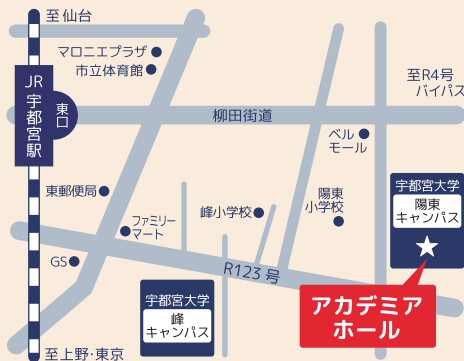 至仙台
マロニエプラザ
市立体育館
至R4号
バイパス
JR
宇都宮駅
東口
柳田街道
ベル
モール
東郵便局
ファミリー
マート
峰小学校
陽東
小学校
宇都宮大学
陽東
キャンパス
GS
R123号
宇都宮大学
峰
キャンパス
アカデミア
ホール
至上野・東京